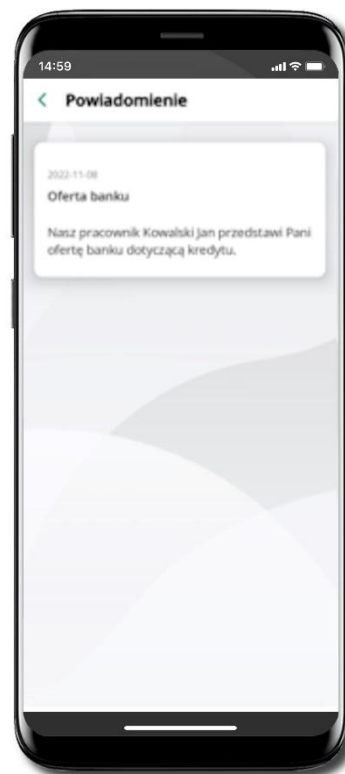 14:59
Powiadomienie
2022-11-08
Oferta banku
Nasz pracownik Kowalski Jan przedstawi Pani
ofertę banku dotyczącą kredytu.